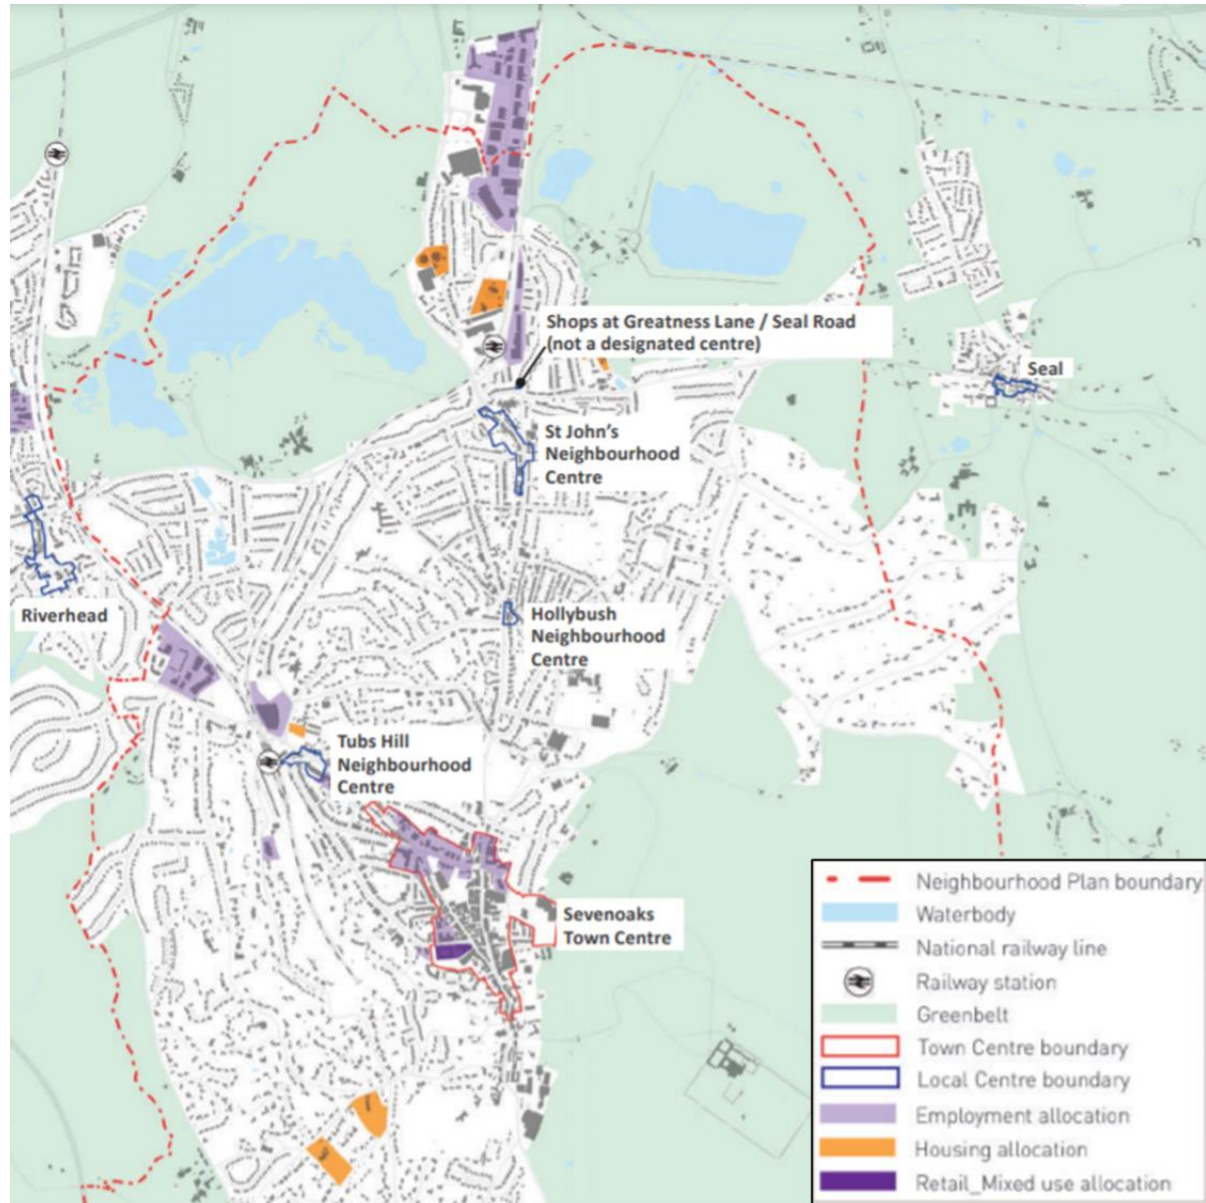 Shops at Greatness Lane / Seal Road
(not a designated centre)
Seal
St John's
Neighbourhood
Centre
Riverhead
Hollybush
Neighbourhood
Centre
Tubs Hill
Neighbourhood
Centre
Sevenoaks
Town Centre
Neighbourhood Plan boundary
Waterbody
National railway line
Railway station
Greenbelt
Town Centre boundary
Local Centre boundary
Employment allocation
Housing allocation
Retail_Mixed use allocation